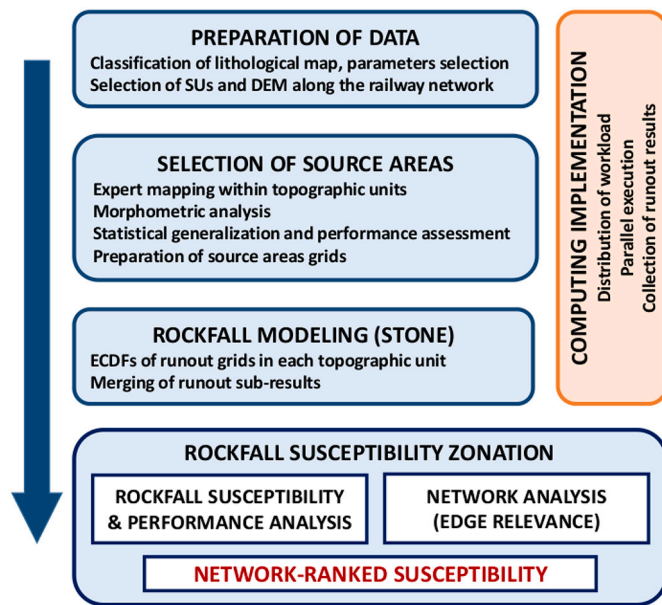 PREPARATION OF DATA
Classification of lithological map, parameters selection
Selection of SUs and DEM along the railway network
SELECTION OF SOURCE AREAS
Expert mapping within topographic units
Morphometric analysis
Statistical generalization and performance assessment
Preparation of source areas grids
ROCKFALL MODELING (STONE)
ECDFs of runout grids in each topographic unit
Merging of runout sub-results
COMPUTING IMPLEMENTATION
Distribution of workload
Parallel execution
Collection of runout results
ROCKFALL SUSCEPTIBILITY ZONATION
ROCKFALL SUSCEPTIBILITY
& PERFORMANCE ANALYSIS
NETWORK ANALYSIS
(EDGE RELEVANCE)
NETWORK-RANKED SUSCEPTIBILITY